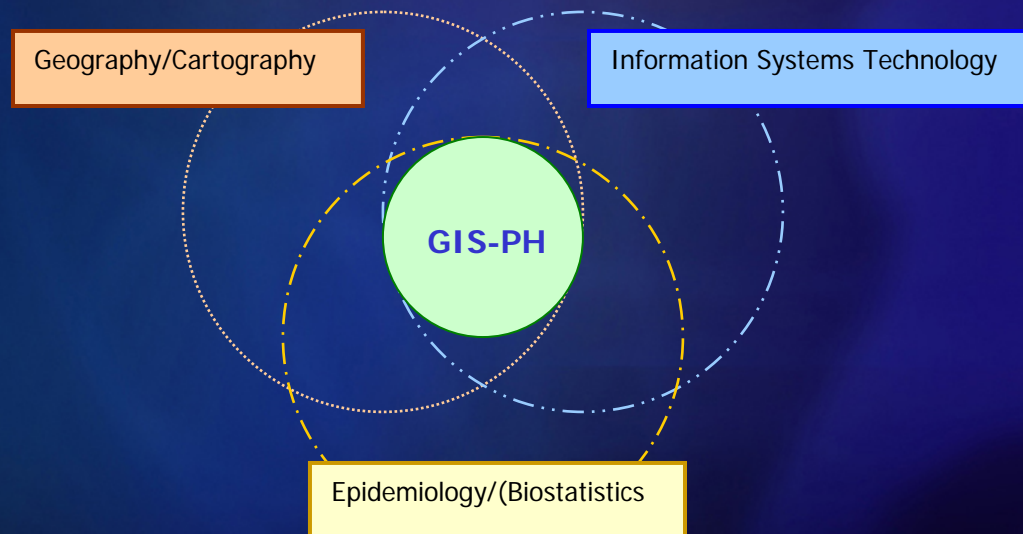 Geography/Cartography
Information Systems Technology
GIS-PH
Epidemiology/(Biostatistics